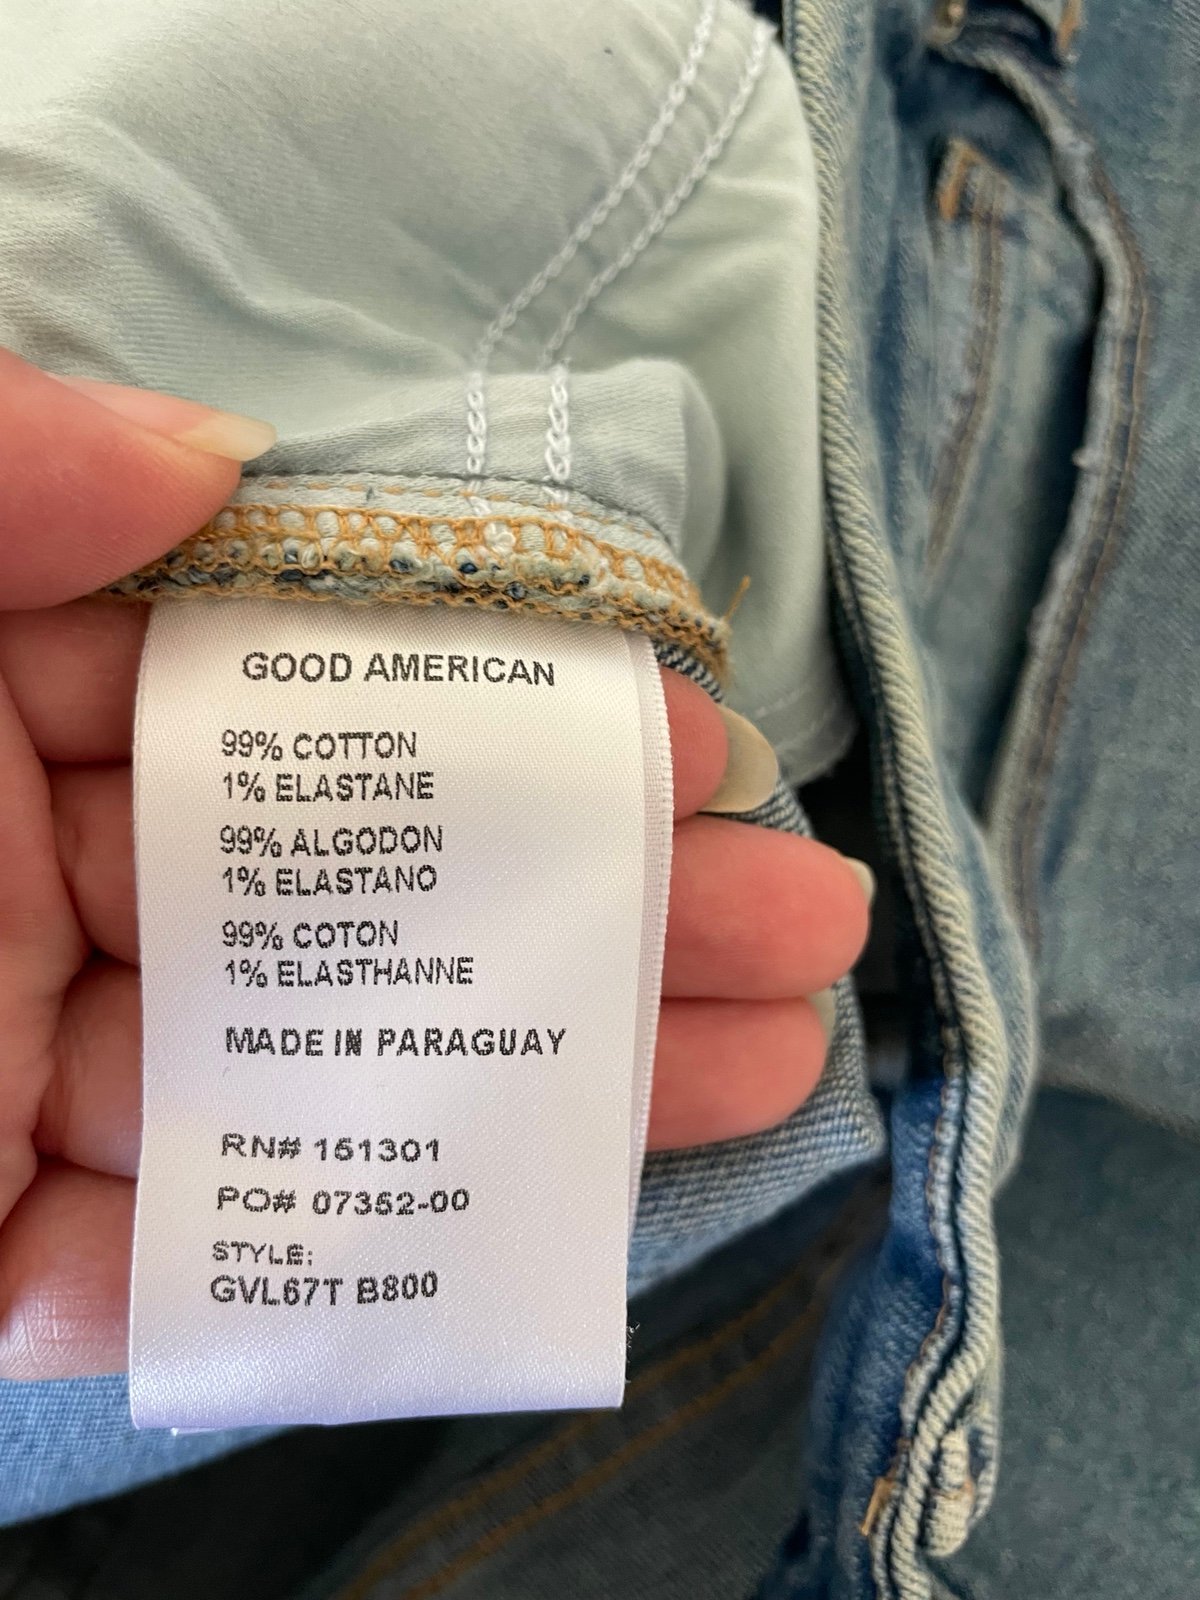 GOOD AMERICAN
99% COTTON
1% ELASTANE
99% ALGODON
1% ELASTANO
99% COTON
1% ELASTHANNE
MADE IN PARAGUAY
RN# 151301
PO# 07352-00
STYLE:
GVL67T B800